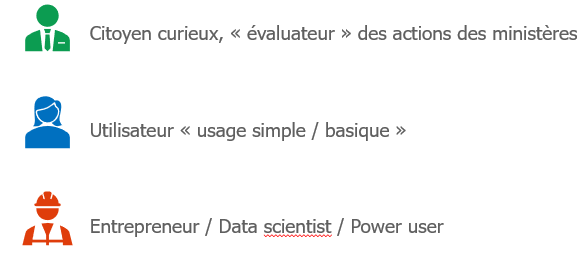 Citoyen curieux, « évaluateur » des actions des ministères
Utilisateur « usage simple / basique »
Entrepreneur / Data scientist / Power user